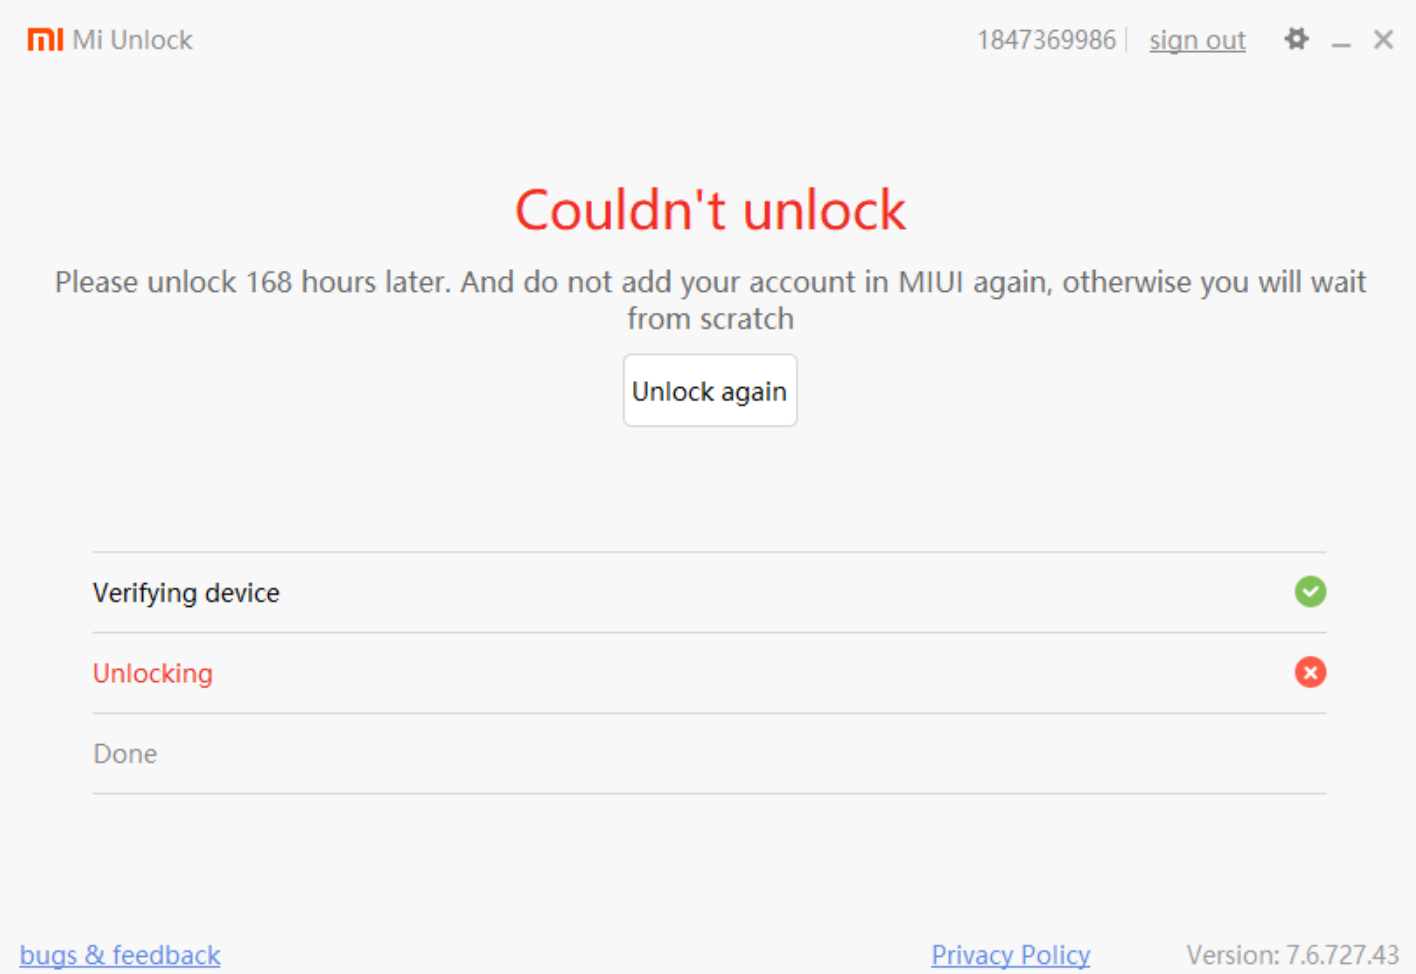 mi Mi Unlock 1847369986 sign out
Couldn't unlock
Please unlock 168 hours later. And do not add your account in MIUI again, otherwise you will wait
from scratch
Unlock again
Verifying device
Unlocking
Done
bugs & feedback Privacy Policy Version: 7.6.727.43